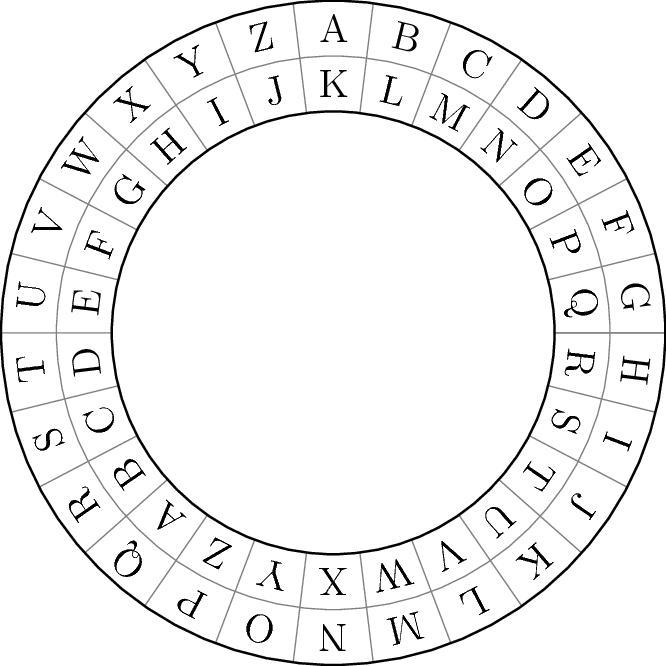 A B C D E F G H I J K L M N O P Q R S T U V W X Y Z
K L M N O P Q R S T U V W X Y Z A B C D E F G H I J